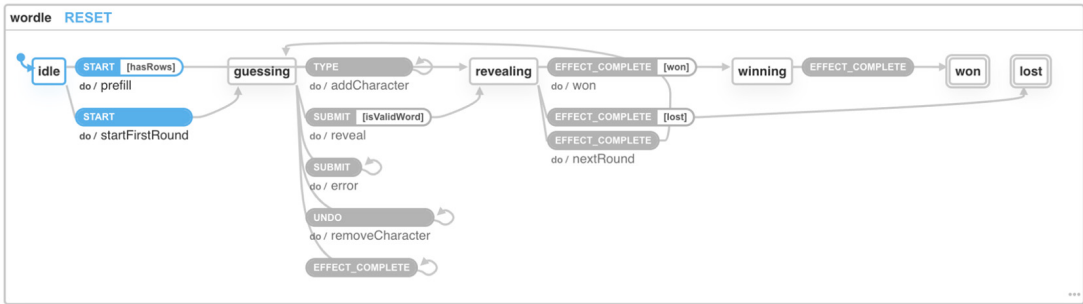 wordle RESET
idle
START [hasRows]
do / prefill
START
do / startFirstRound
guessing
TYPE
do / addCharacter
SUBMIT [isValidWord]
do / reveal
SUBMIT
do / error
UNDO
do / removeCharacter
EFFECT_COMPLETE
revealing
EFFECT_COMPLETE [won]
do / won
EFFECT_COMPLETE [lost]
EFFECT_COMPLETE
do / nextRound
winning
EFFECT_COMPLETE
won
lost